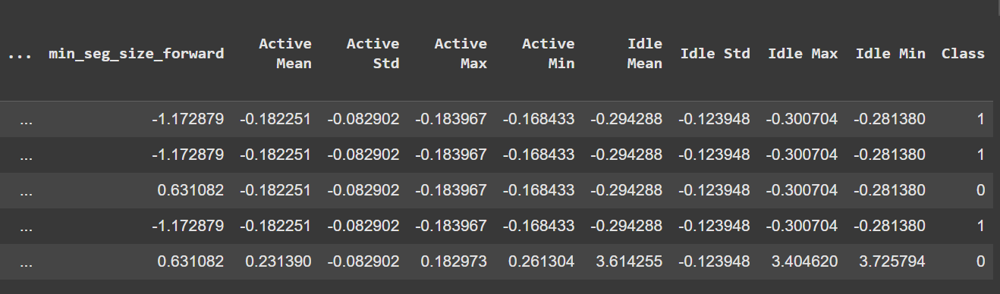 ... min_seg_size_forward Active Mean Active Std Active Max Active Min Idle Mean Idle Std Idle Max Idle Min Class
... -1.172879 -0.182251 -0.082902 -0.183967 -0.168433 -0.294288 -0.123948 -0.300704 -0.281380 1
... -1.172879 -0.182251 -0.082902 -0.183967 -0.168433 -0.294288 -0.123948 -0.300704 -0.281380 1
... 0.631082 -0.182251 -0.082902 -0.183967 -0.168433 -0.294288 -0.123948 -0.300704 -0.281380 0
... -1.172879 -0.182251 -0.082902 -0.183967 -0.168433 -0.294288 -0.123948 -0.300704 -0.281380 1
... 0.631082 0.231390 -0.082902 0.182973 0.261304 3.614255 -0.123948 3.404620 3.725794 0